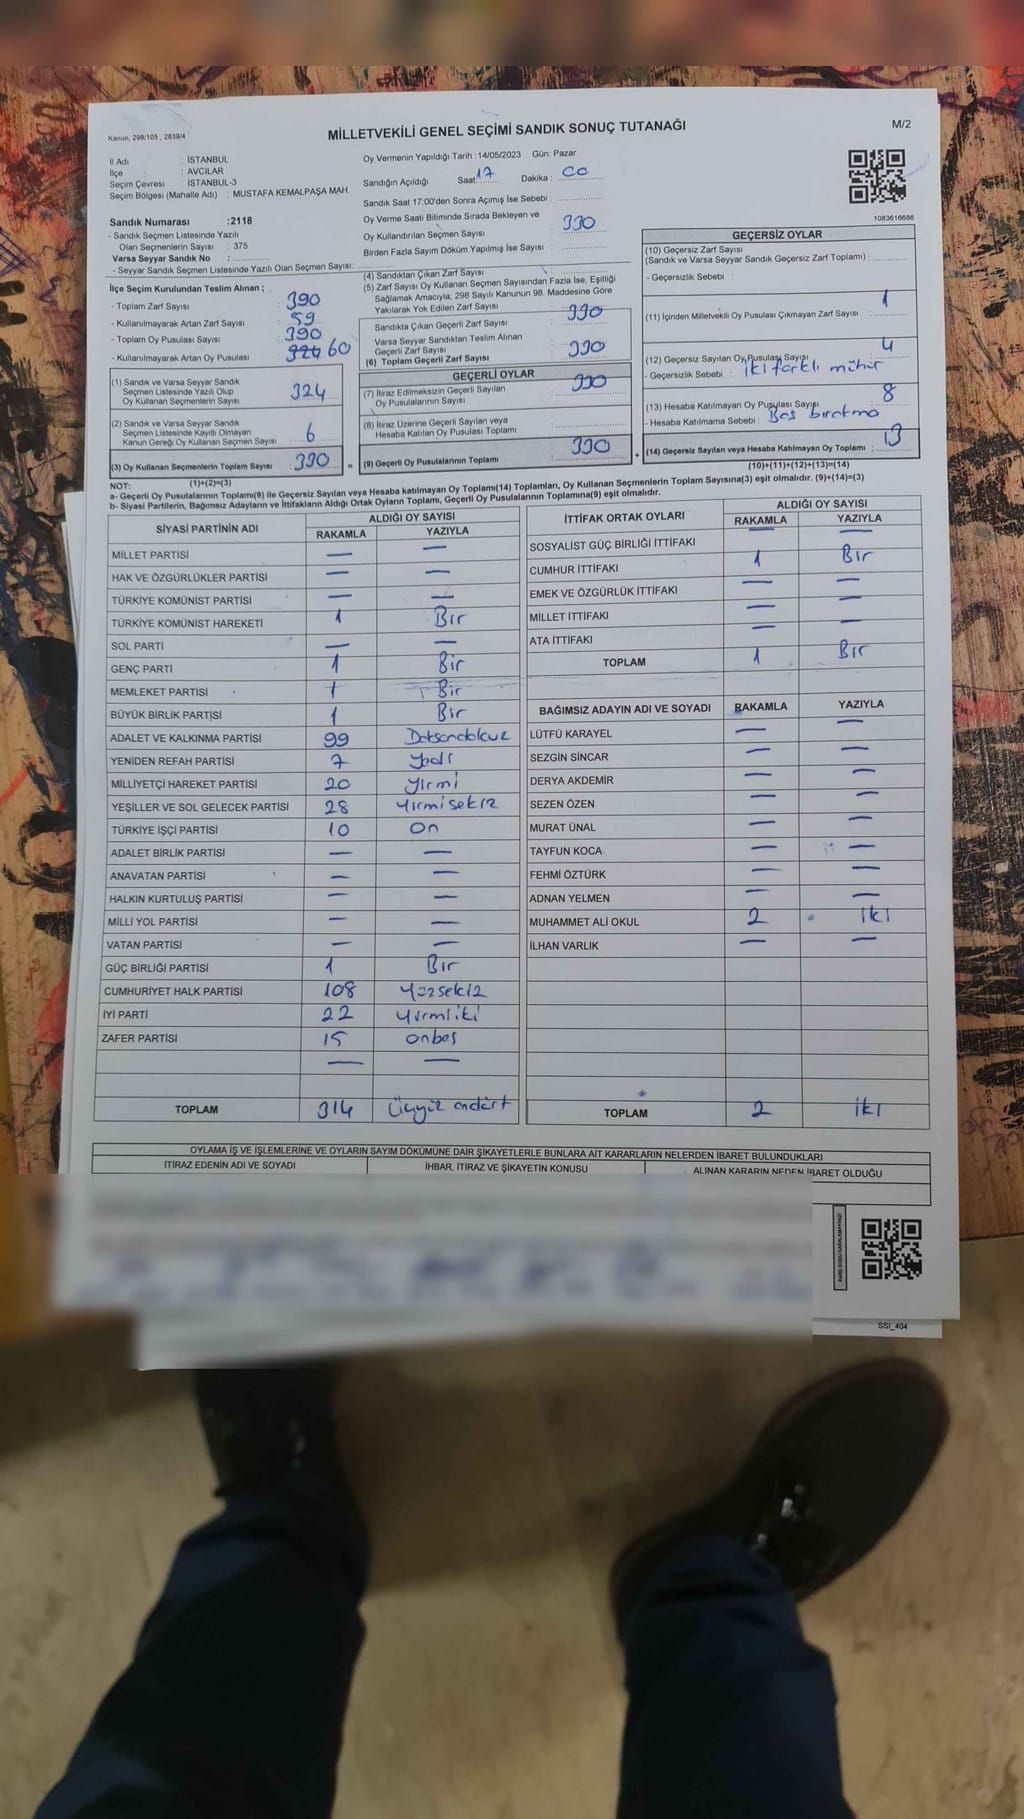 Kanun; 298/105 , 2839/4
MİLLETVEKİLİ GENEL SEÇİMİ SANDIK SONUÇ TUTANAĞI
M/2
İl Adı : İSTANBUL
İlçe : AVCILAR
Seçim Çevresi : İSTANBUL-3
Seçim Bölgesi (Mahalle Adı) : MUSTAFA KEMALPAŞA MAH.
Sandık Numarası :2118
- Sandık Seçmen Listesinde Yazılı
Olan Seçmenlerin Sayısı : 375
Varsa Seyyar Sandık No :
- Seyyar Sandık Seçmen Listesinde Yazılı Olan Seçmen Sayısı:
Oy Vermenin Yapıldığı Tarih :14/05/2023 Gün: Pazar
Sandığın Açıldığı Saat 17 Dakika: 00
Sandık Saat 17:00'den Sonra Açımış İse Sebebi :
Oy Verme Saati Bitiminde Sırada Bekleyen ve
Oy Kullandırılan Seçmen Sayısı : 330
Birden Fazla Sayım Döküm Yapılmış İse Sayısı :
1083616686
İlçe Seçim Kurulundan Teslim Alınan ;
- Toplam Zarf Sayısı : 390
- Kullanılmayarak Artan Zarf Sayısı : 59
- Toplam Oy Pusulası Sayısı : 390
- Kullanılmayarak Artan Oy Pusulası : 324 60
(1) Sandık ve Varsa Seyyar Sandık
Seçmen Listesinde Yazılı Olup
Oy Kullanan Seçmenlerin Sayısı 324
(2) Sandık ve Varsa Seyyar Sandık
Seçmen Listesinde Kayıtlı Olmayan
Kanun Gereği Oy Kullanan Seçmen Sayısı 6
(3) Oy Kullanan Seçmenlerin Toplam Sayısı 330
(1)+(2)=(3)
(4) Sandıktan Çıkan Zarf Sayısı
(5) Zarf Sayısı Oy Kullanan Seçmen Sayısından Fazla İse, Eşitliği
Sağlamak Amacıyla; 298 Sayılı Kanunun 98. Maddesine Göre
Yakılarak Yok Edilen Zarf Sayısı
Sandıkta Çıkan Geçerli Zarf Sayısı 330
Varsa Seyyar Sandıktan Teslim Alınan
Geçerli Zarf Sayısı
(6) Toplam Geçerli Zarf Sayısı 330
GEÇERLİ OYLAR
(7) İtiraz Edilmeksizin Geçerli Sayılan
Oy Pusulalarının Sayısı 330
(8) İtiraz Üzerine Geçerli Sayılan veya
Hesaba Katılan Oy Pusulası Toplamı
= (9) Geçerli Oy Pusulalarının Toplamı 330
GEÇERSİZ OYLAR
(10) Geçersiz Zarf Sayısı
(Sandık ve Varsa Seyyar Sandık Geçersiz Zarf Toplamı) :
- Geçersizlik Sebebi :
(11) İçinden Milletvekili Oy Pusulası Çıkmayan Zarf Sayısı 1
(12) Geçersiz Sayılan Oy Pusulası Sayısı 4
- Geçersizlik Sebebi : iki farklı mühür
(13) Hesaba Katılmayan Oy Pusulası Sayısı 8
- Hesaba Katılmama Sebebi : Boş bırakma
+ (14) Geçersiz Sayılan veya Hesaba Katılmayan Oy Toplamı : 13
(10)+(11)+(12)+(13)=(14)
NOT:
a- Geçerli Oy Pusulalarının Toplamı(9) ile Geçersiz Sayılan veya Hesaba katılmayan Oy Toplamı(14) Toplamları, Oy Kullanan Seçmenlerin Toplam Sayısına(3) eşit olmalıdır. (9)+(14)=(3)
b- Siyasi Partilerin, Bağımsız Adayların ve İttifakların Aldığı Ortak Oyların Toplamı, Geçerli Oy Pusulalarının Toplamına(9) eşit olmalıdır.
SİYASİ PARTİNİN ADI ALDIĞI OY SAYISI
RAKAMLA YAZIYLA
MİLLET PARTİSİ — —
HAK VE ÖZGÜRLÜKLER PARTİSİ — —
TÜRKİYE KOMÜNİST PARTİSİ — —
TÜRKİYE KOMÜNİST HAREKETİ 1 Bir
SOL PARTİ — —
GENÇ PARTİ 1 Bir
MEMLEKET PARTİSİ 1 Bir
BÜYÜK BİRLİK PARTİSİ 1 Bir
ADALET VE KALKINMA PARTİSİ 99 Doksandokuz
YENİDEN REFAH PARTİSİ 7 Yedi
MİLLİYETÇİ HAREKET PARTİSİ 20 Yirmi
YEŞİLLER VE SOL GELECEK PARTİSİ 28 Yirmisekiz
TÜRKİYE İŞÇİ PARTİSİ 10 On
ADALET BİRLİK PARTİSİ — —
ANAVATAN PARTİSİ — —
HALKIN KURTULUŞ PARTİSİ — —
MİLLİ YOL PARTİSİ — —
VATAN PARTİSİ — —
GÜÇ BİRLİĞİ PARTİSİ 1 Bir
CUMHURİYET HALK PARTİSİ 108 Yüzsekiz
İYİ PARTİ 22 Yirmiiki
ZAFER PARTİSİ 15 onbeş
— —
TOPLAM 314 Üçyüz ondört
İTTİFAK ORTAK OYLARI ALDIĞI OY SAYISI
RAKAMLA YAZIYLA
SOSYALİST GÜÇ BİRLİĞİ İTTİFAKI — —
CUMHUR İTTİFAKI 1 Bir
EMEK VE ÖZGÜRLÜK İTTİFAKI — —
MİLLET İTTİFAKI — —
ATA İTTİFAKI — —
TOPLAM 1 Bir
BAĞIMSIZ ADAYIN ADI VE SOYADI RAKAMLA YAZIYLA
LÜTFÜ KARAYEL — —
SEZGİN SİNCAR — —
DERYA AKDEMİR — —
SEZEN ÖZEN — —
MURAT ÜNAL — —
TAYFUN KOCA — —
FEHMİ ÖZTÜRK — —
ADNAN YELMEN — —
MUHAMMET ALİ OKUL 2 iki
İLHAN VARLIK — —
TOPLAM 2 iki
OYLAMA İŞ VE İŞLEMLERİNE VE OYLARIN SAYIM DÖKÜMÜNE DAİR ŞİKAYETLERLE BUNLARA AİT KARARLARIN NELERDEN İBARET BULUNDUKLARI
İTİRAZ EDENİN ADI VE SOYADI İHBAR, İTİRAZ VE ŞİKAYETİN KONUSU ALINAN KARARIN NEDEN İBARET OLDUĞU
SSI_404